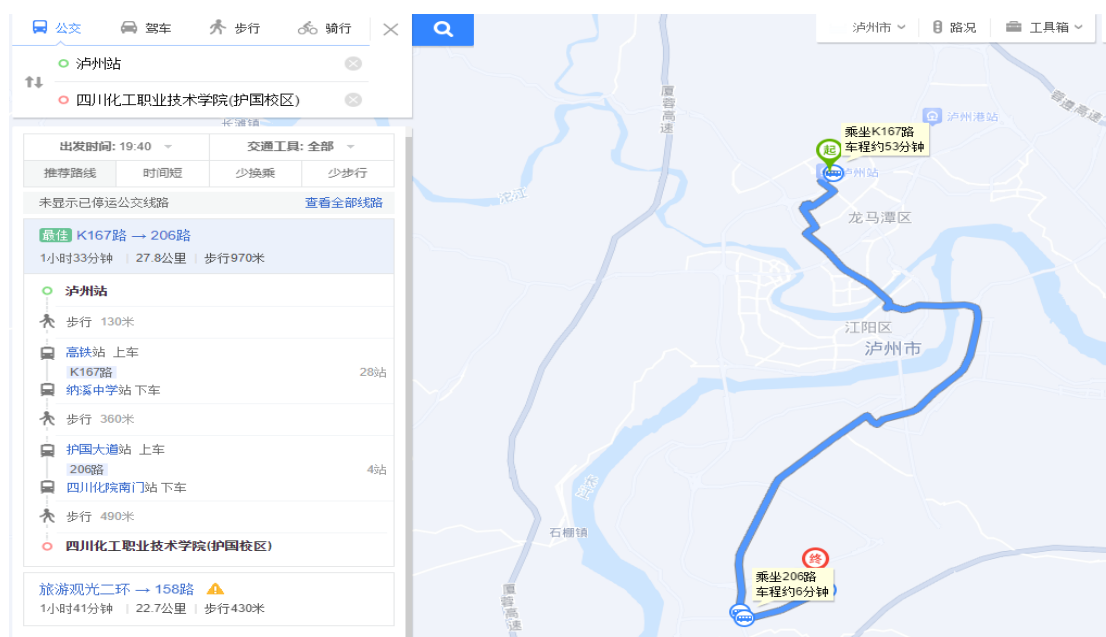 公交 驾车 步行 骑行
泸州站
四川化工职业技术学院(护国校区)
出发时间: 19:40 交通工具: 全部
推荐路线 时间短 少换乘 少步行
未显示已停运公交线路 查看全部线路
最佳 K167路 → 206路
1小时33分钟 | 27.8公里 | 步行970米
泸州站
步行 130米
高铁站 上车
K167路 28站
纳溪中学站 下车
步行 360米
护国大道站 上车
206路 4站
四川化院南门站 下车
步行 490米
四川化工职业技术学院(护国校区)
旅游观光二环 → 158路
1小时41分钟 | 22.7公里 | 步行430米
泸州市 路况 工具箱
厦蓉高速
蓉遵高速
泸州港站
乘坐K167路
车程约53分钟
起
泸州站
沱江
龙马潭区
江阳区
泸州市
长江
石棚镇
终
乘坐206路
车程约6分钟
厦蓉高速